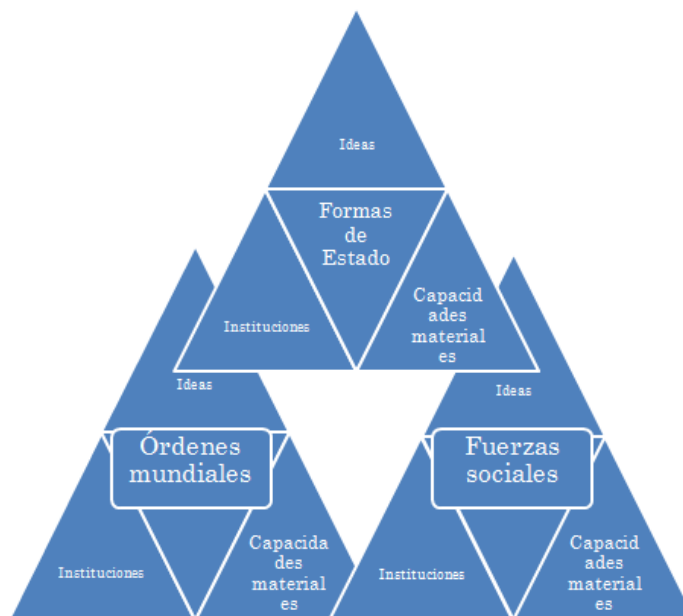 Ideas
Formas
de
Estado
Instituciones
Capacid
ades
material
es
Ideas
Órdenes
mundiales
Instituciones
Capacida
des
material
es
Ideas
Fuerzas
sociales
Instituciones
Capacid
ades
material
es